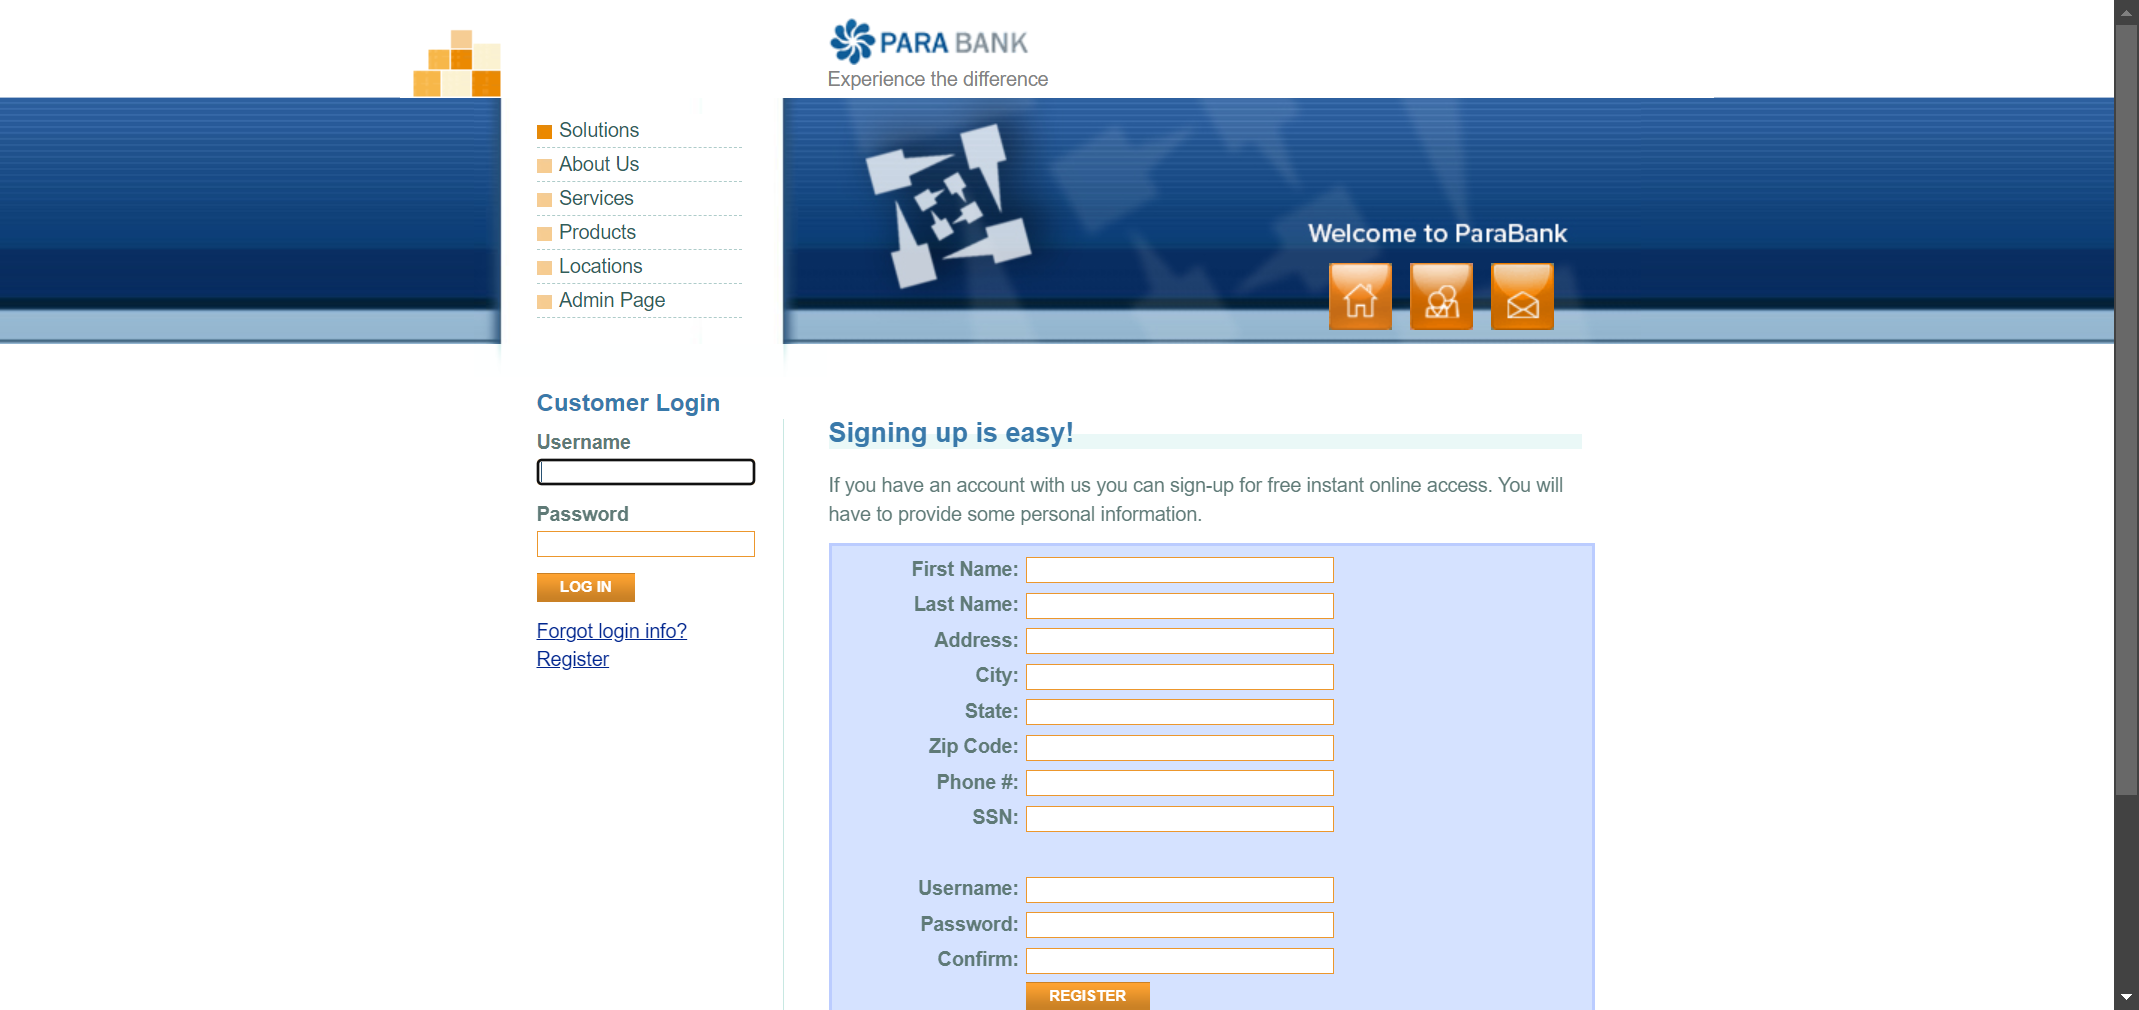 PARA BANK
Experience the difference
Solutions
About Us
Services
Products
Locations
Admin Page
Welcome to ParaBank
Customer Login
Username
Password
LOG IN
Forgot login info?
Register
Signing up is easy!
If you have an account with us you can sign-up for free instant online access. You will
have to provide some personal information.
First Name:
Last Name:
Address:
City:
State:
Zip Code:
Phone #:
SSN:
Username:
Password:
Confirm:
REGISTER